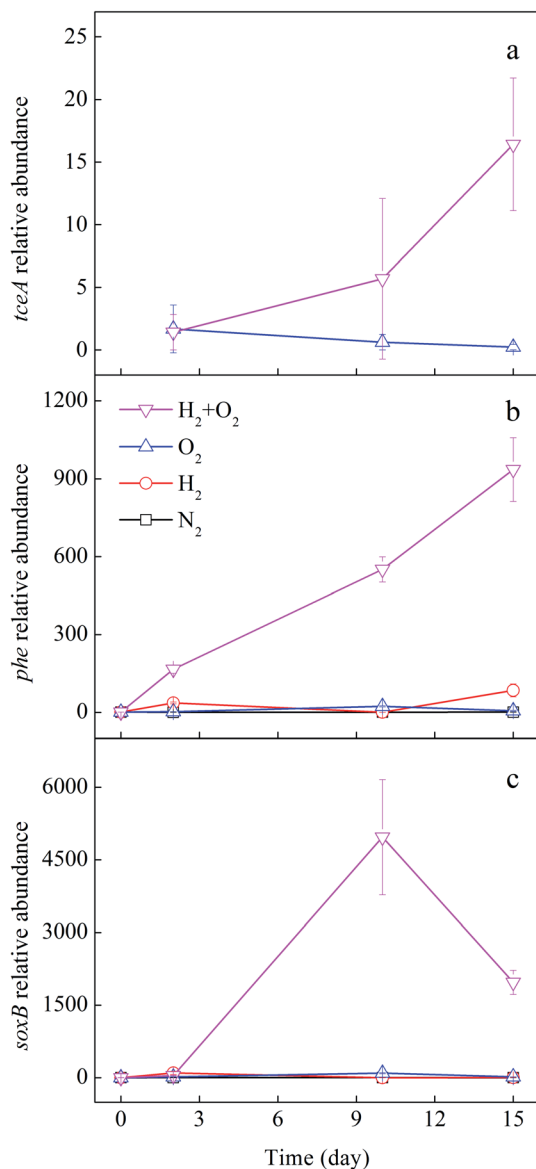 a
25
20
15
10
5
0
tceA relative abundance
b
1200
900
600
300
0
phe relative abundance
H₂+O₂
O₂
H₂
N₂
c
6000
4500
3000
1500
0
soxB relative abundance
0 3 6 9 12 15
Time (day)